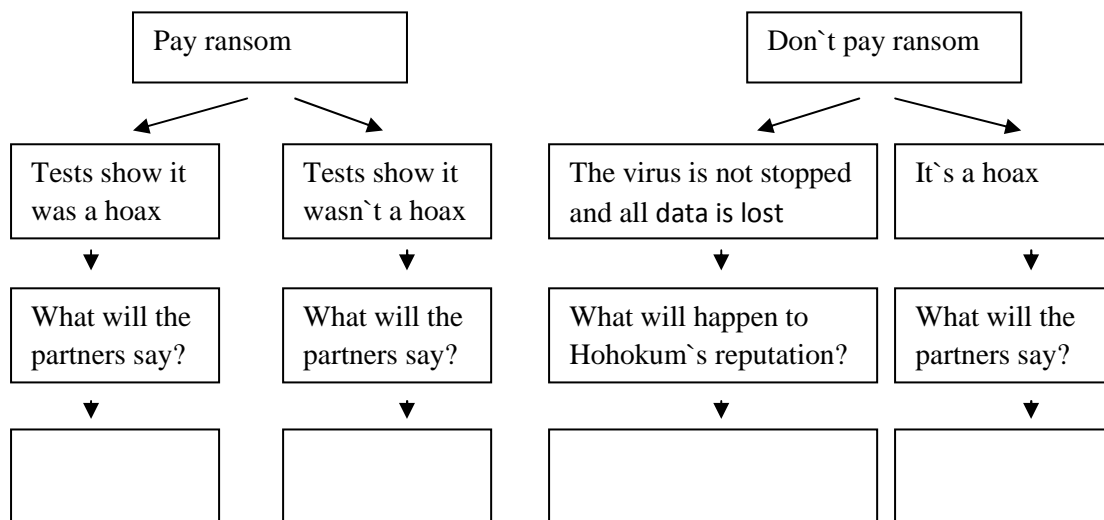 Pay ransom
Don`t pay ransom
Tests show it
was a hoax
Tests show it
wasn`t a hoax
The virus is not stopped
and all data is lost
It`s a hoax
What will the
partners say?
What will the
partners say?
What will happen to
Hohokum`s reputation?
What will the
partners say?